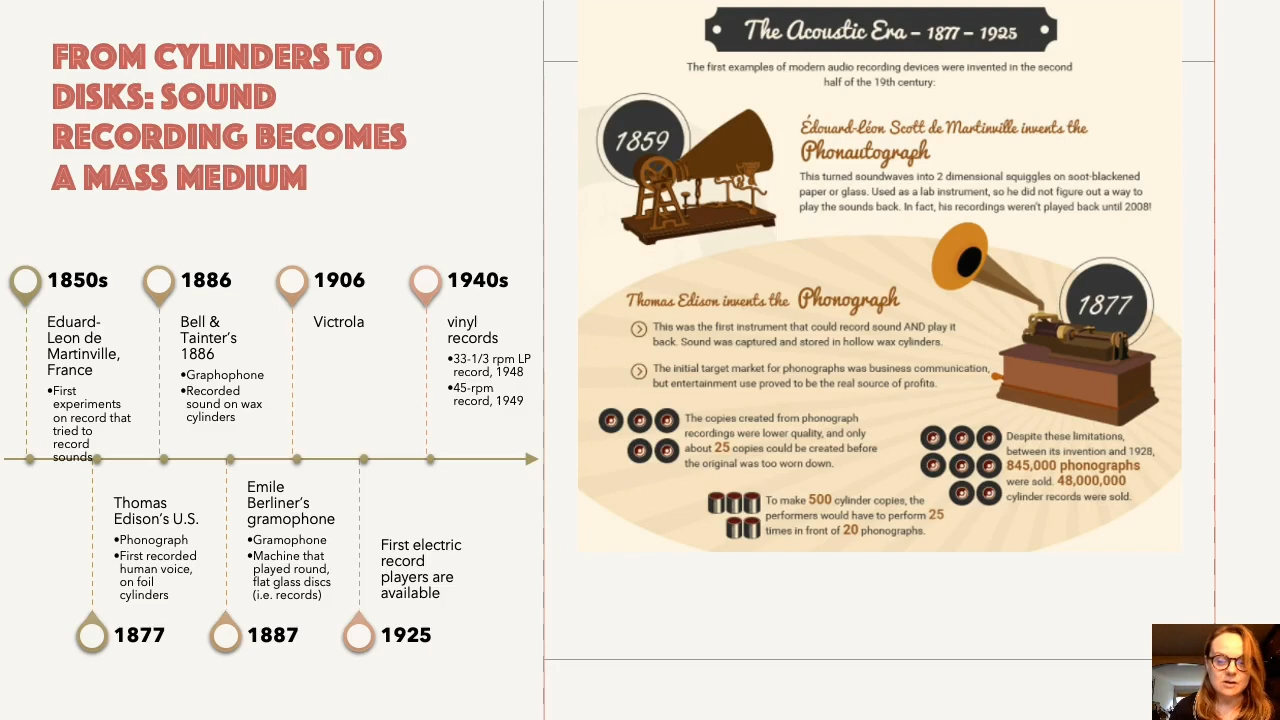 FROM CYLINDERS TO
DISKS: SOUND
RECORDING BECOMES
A MASS MEDIUM
1850s
Eduard-
Leon de
Martinville,
France
•First
experiments
on record that
tried to
record
sounds
1877
Thomas
Edison's U.S.
•Phonograph
•First recorded
human voice,
on foil
cylinders
1886
Bell &
Tainter's
1886
•Graphophone
•Recorded
sound on wax
cylinders
1887
Emile
Berliner's
gramophone
•Gramophone
•Machine that
played round,
flat glass discs
(i.e. records)
1906
Victrola
1925
First electric
record
players are
available
1940s
vinyl
records
•33-1/3 rpm LP
record, 1948
•45-rpm
record, 1949
The Acoustic Era – 1877 – 1925
The first examples of modern audio recording devices were invented in the second
half of the 19th century:
1859
Édouard-Léon Scott de Martinville invents the
Phonautograph
This turned soundwaves into 2 dimensional squiggles on soot-blackened
paper or glass. Used as a lab instrument, so he did not figure out a way to
play the sounds back. In fact, his recordings weren't played back until 2008!
1877
Thomas Edison invents the Phonograph
This was the first instrument that could record sound AND play it
back. Sound was captured and stored in hollow wax cylinders.
The initial target market for phonographs was business communication,
but entertainment use proved to be the real source of profits.
The copies created from phonograph
recordings were lower quality, and only
about 25 copies could be created before
the original was too worn down.
Despite these limitations,
between its invention and 1928,
845,000 phonographs
were sold. 48,000,000
cylinder records were sold.
To make 500 cylinder copies, the
performers would have to perform 25
times in front of 20 phonographs.